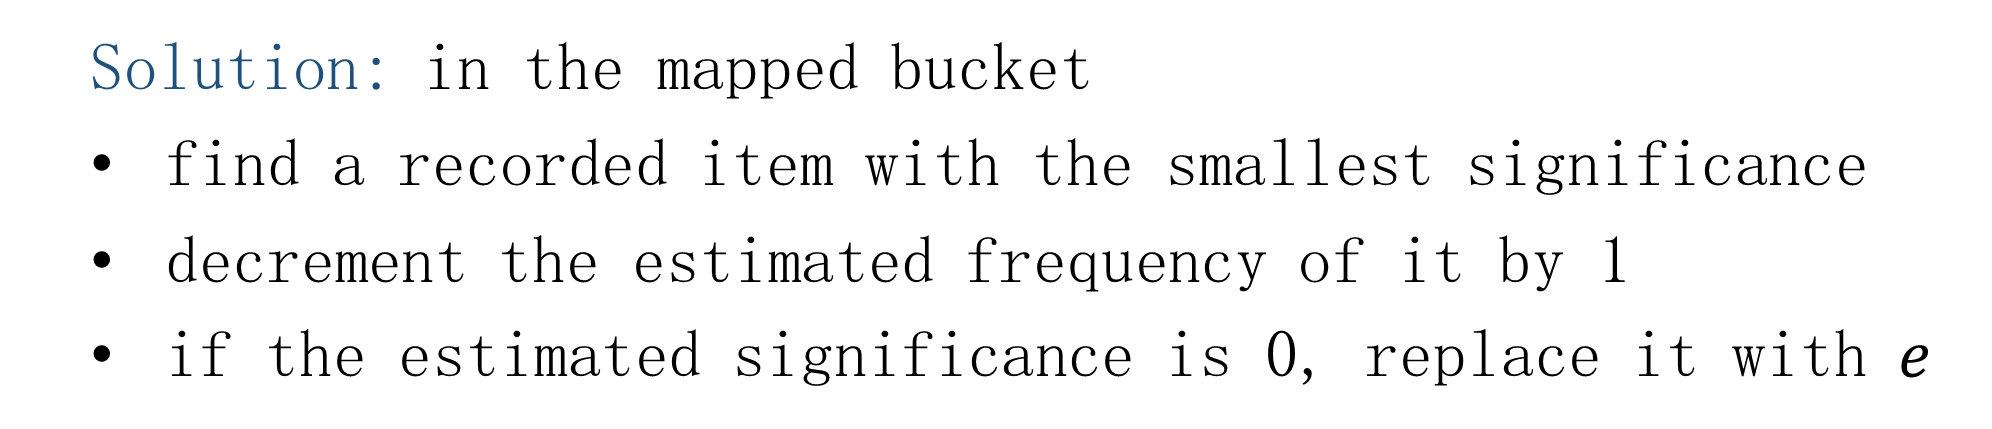 Solution: in the mapped bucket
• find a recorded item with the smallest significance
• decrement the estimated frequency of it by 1
• if the estimated significance is 0, replace it with e